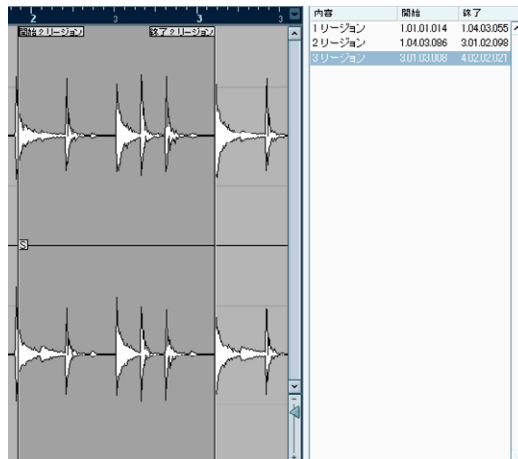 2 3 3 3
開始 2 リージョン 終了 2 リージョン
S
内容 開始 終了
1 リージョン 1.01.01.014 1.04.03.055
2 リージョン 1.04.03.086 3.01.02.098
3 リージョン 3.01.03.008 4.02.02.021